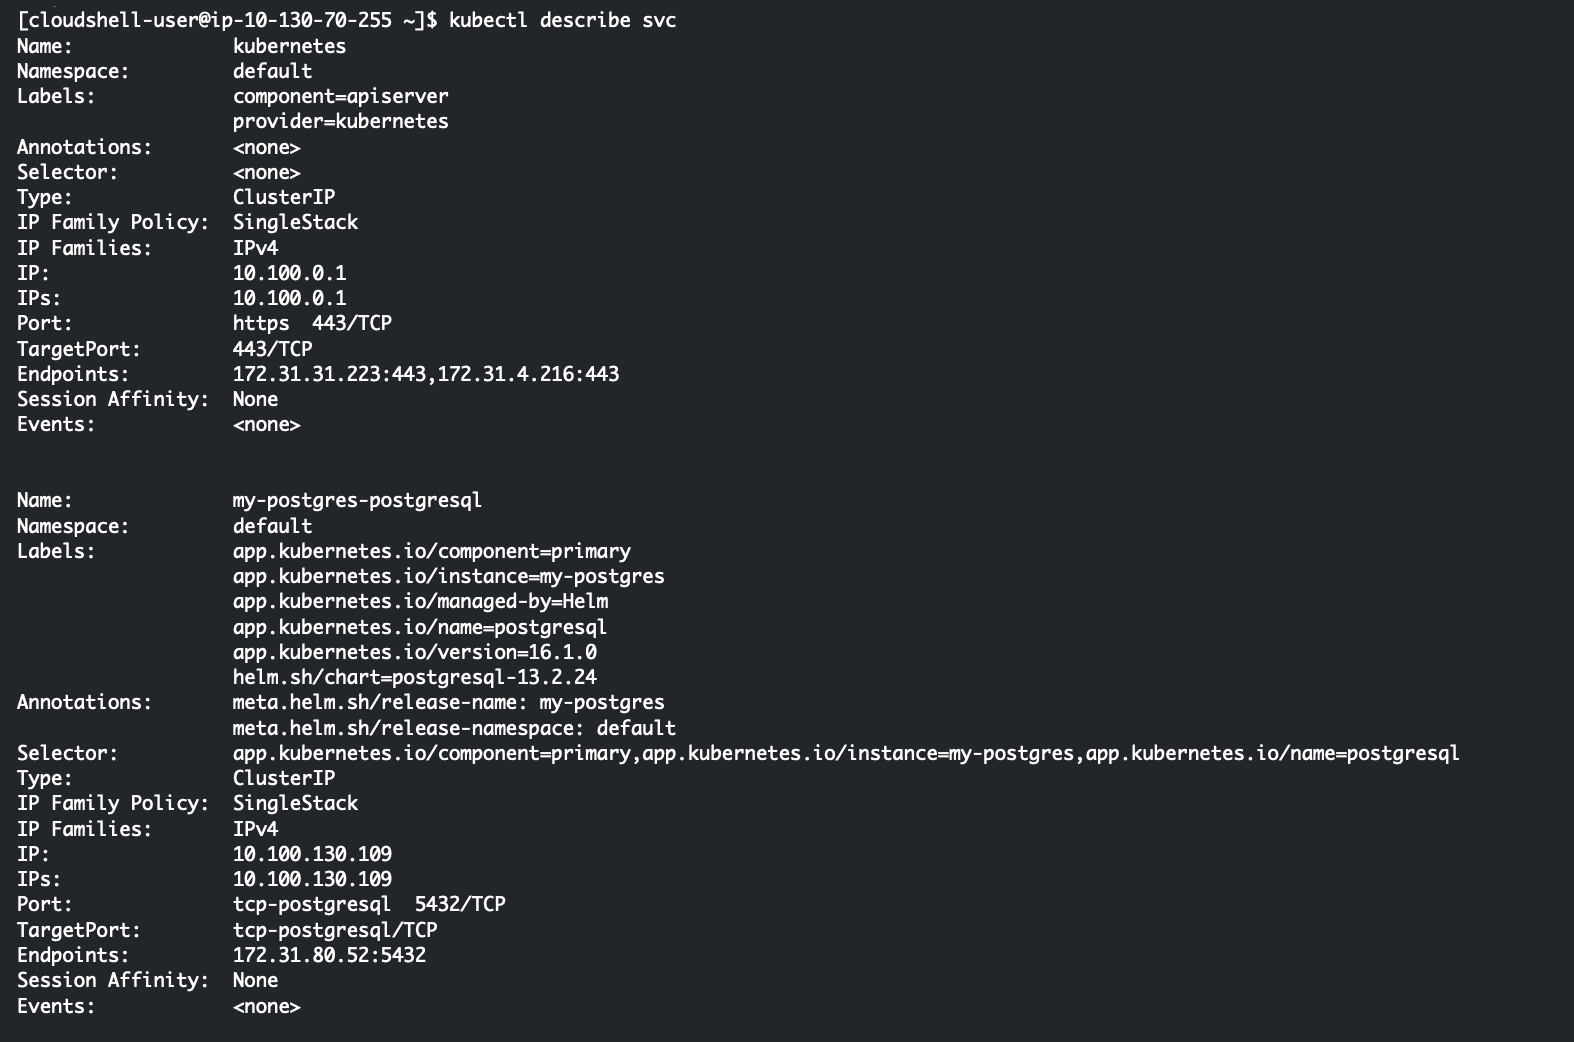 [cloudshell-user@ip-10-130-70-255 ~]$ kubectl describe svc
Name:              kubernetes
Namespace:         default
Labels:            component=apiserver
                   provider=kubernetes
Annotations:       <none>
Selector:          <none>
Type:              ClusterIP
IP Family Policy:  SingleStack
IP Families:       IPv4
IP:                10.100.0.1
IPs:               10.100.0.1
Port:              https  443/TCP
TargetPort:        443/TCP
Endpoints:         172.31.31.223:443,172.31.4.216:443
Session Affinity:  None
Events:            <none>


Name:              my-postgres-postgresql
Namespace:         default
Labels:            app.kubernetes.io/component=primary
                   app.kubernetes.io/instance=my-postgres
                   app.kubernetes.io/managed-by=Helm
                   app.kubernetes.io/name=postgresql
                   app.kubernetes.io/version=16.1.0
                   helm.sh/chart=postgresql-13.2.24
Annotations:       meta.helm.sh/release-name: my-postgres
                   meta.helm.sh/release-namespace: default
Selector:          app.kubernetes.io/component=primary,app.kubernetes.io/instance=my-postgres,app.kubernetes.io/name=postgresql
Type:              ClusterIP
IP Family Policy:  SingleStack
IP Families:       IPv4
IP:                10.100.130.109
IPs:               10.100.130.109
Port:              tcp-postgresql  5432/TCP
TargetPort:        tcp-postgresql/TCP
Endpoints:         172.31.80.52:5432
Session Affinity:  None
Events:            <none>